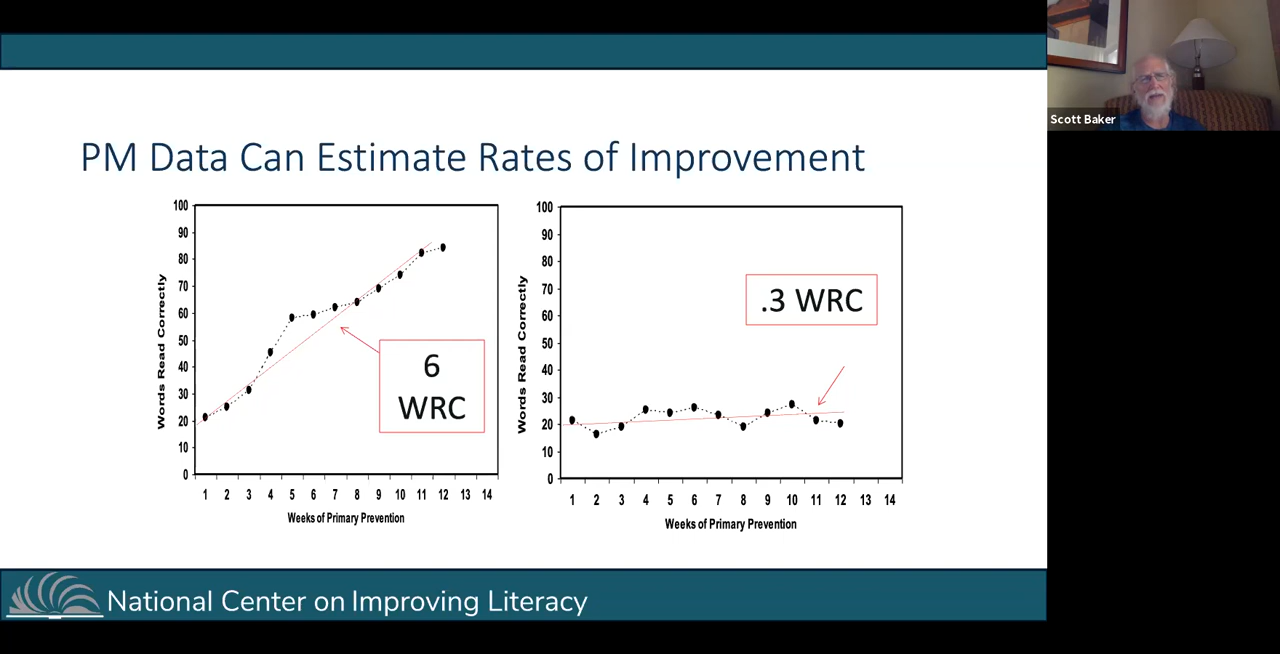 Scott Baker
PM Data Can Estimate Rates of Improvement
100
90
80
70
60
50
40
30
20
10
0
Words Read Correctly
6
WRC
1 2 3 4 5 6 7 8 9 10 11 12 13 14
Weeks of Primary Prevention
100
90
80
70
60
50
40
30
20
10
0
Words Read Correctly
.3 WRC
1 2 3 4 5 6 7 8 9 10 11 12 13 14
Weeks of Primary Prevention
National Center on Improving Literacy